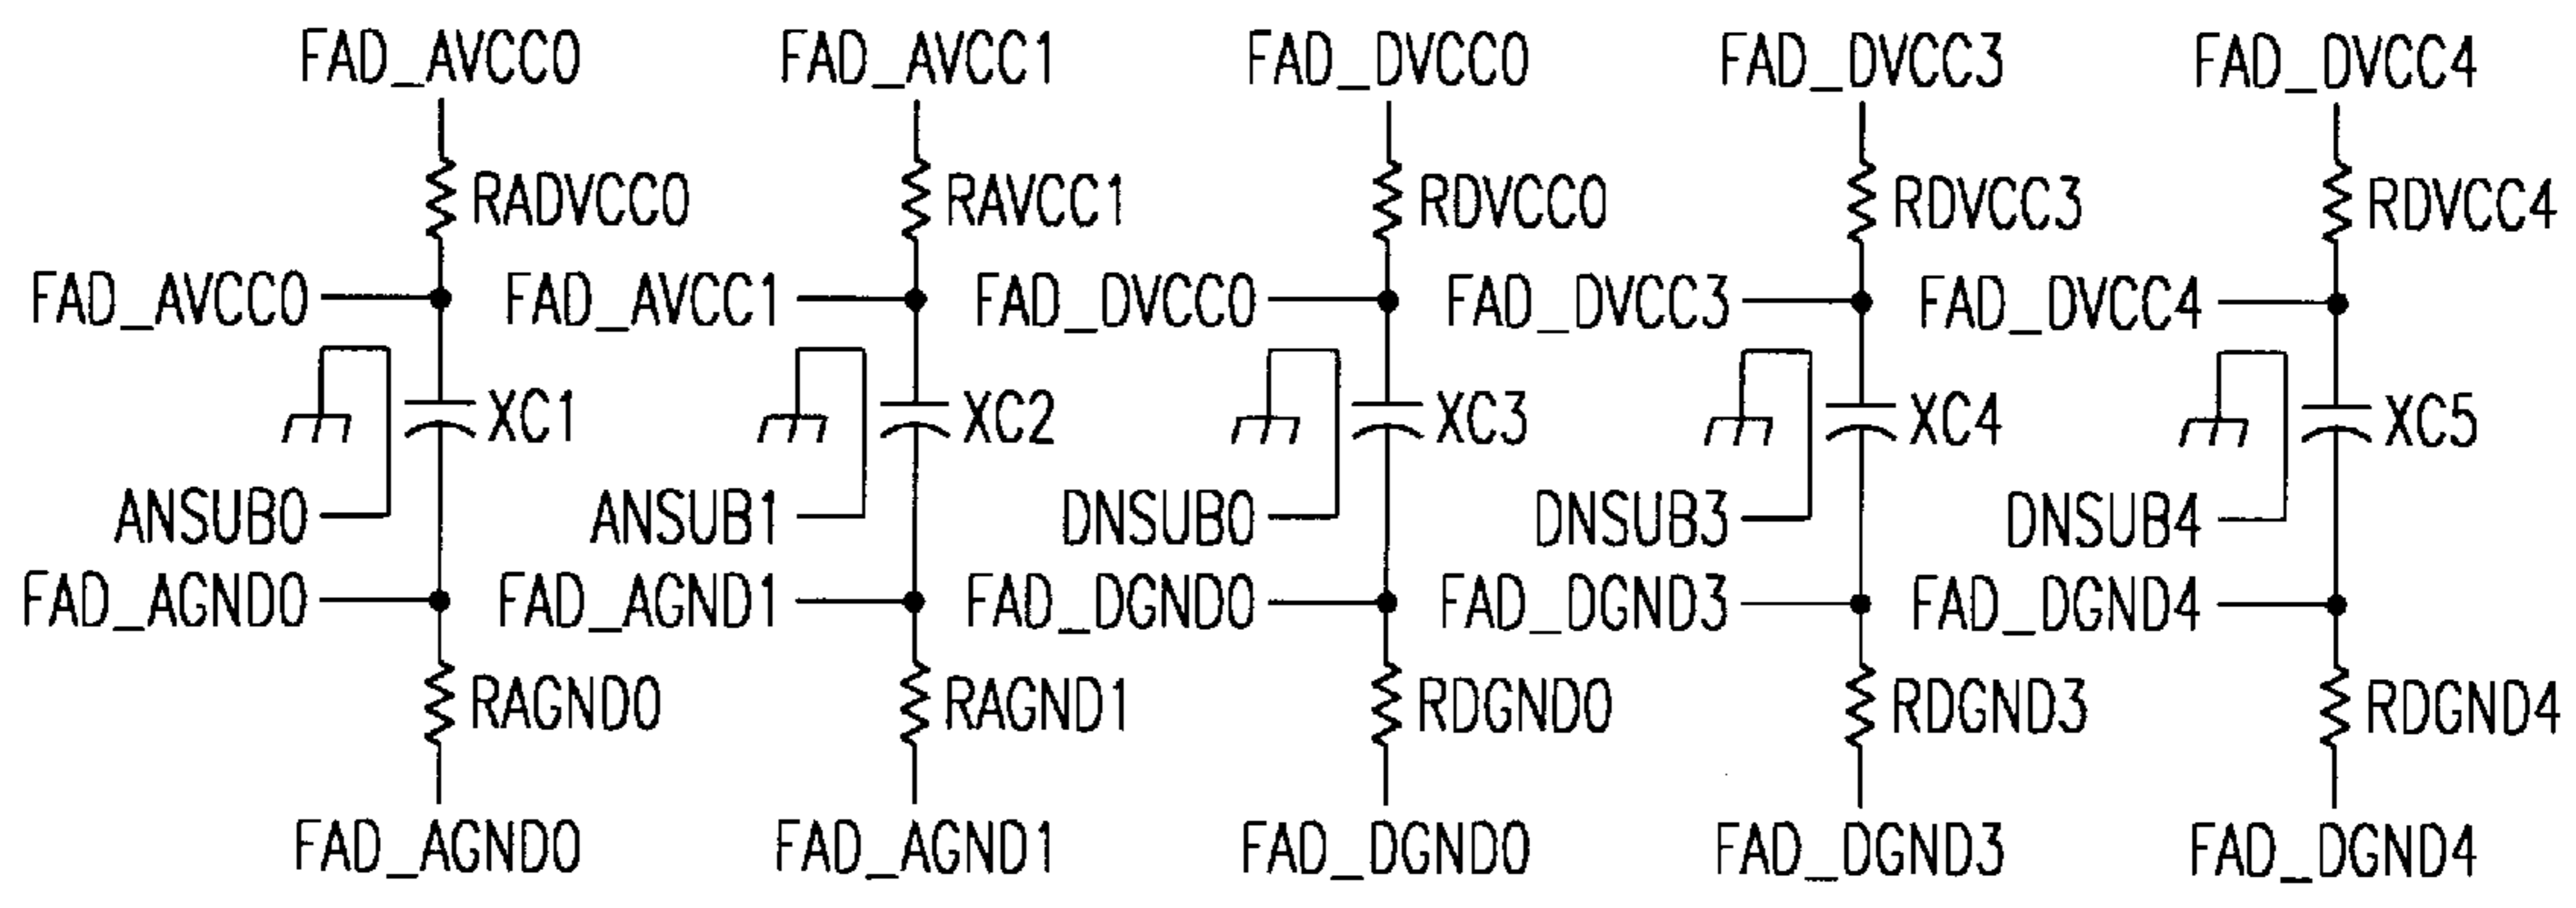 FAD_AVCC0 FAD_AVCC1 FAD_DVCC0 FAD_DVCC3 FAD_DVCC4
RADVCC0 RAVCC1 RDVCC0 RDVCC3 RDVCC4
FAD_AVCC0 FAD_AVCC1 FAD_DVCC0 FAD_DVCC3 FAD_DVCC4
XC1 XC2 XC3 XC4 XC5
ANSUB0 ANSUB1 DNSUB0 DNSUB3 DNSUB4
FAD_AGND0 FAD_AGND1 FAD_DGND0 FAD_DGND3 FAD_DGND4
RAGND0 RAGND1 RDGND0 RDGND3 RDGND4
FAD_AGND0 FAD_AGND1 FAD_DGND0 FAD_DGND3 FAD_DGND4